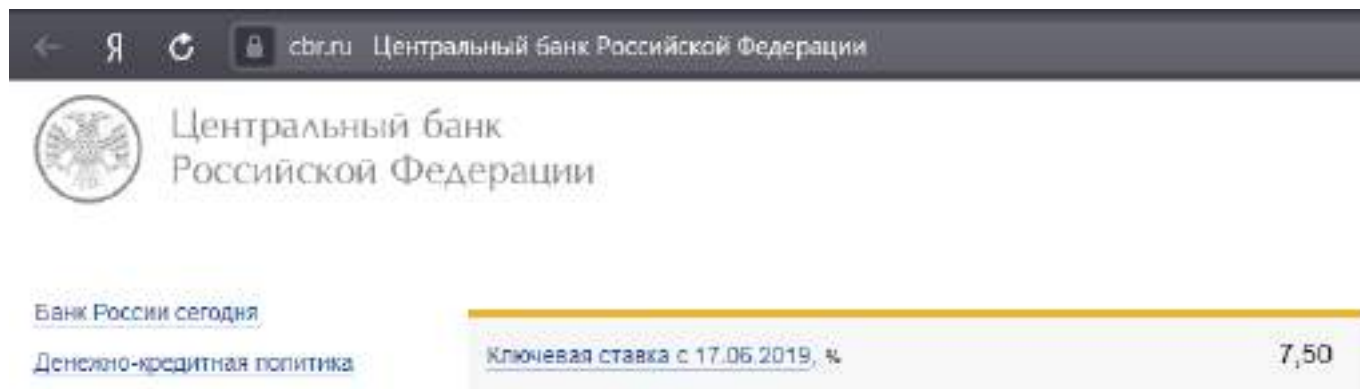 Я cbr.ru Центральный банк Российской Федерации
Центральный банк
Российской Федерации
Банк России сегодня
Денежно-кредитная политика
Ключевая ставка с 17.06.2019, % 7,50